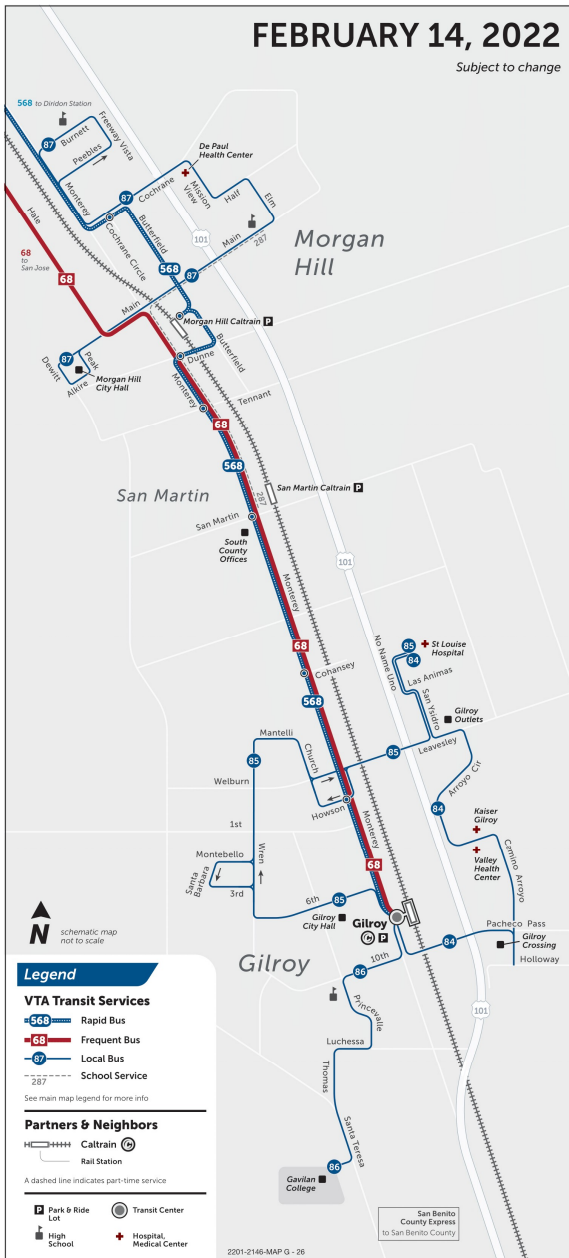 FEBRUARY 14, 2022
Subject to change
568 to Diridon Station
87
Burnett
Peebles
Freeway Vista
Monterey
87
Cochrane
De Paul
Health Center
Mission
View
Half
Elm
Main
287
Hale
Cochrane Circle
Butterfield
568
87
101
Morgan
Hill
68
to
San Jose
68
Main
Morgan Hill Caltrain P
Butterfield
Dunne
87
Dewitt
Peak
Alkire
Morgan Hill
City Hall
Monterey
Tennant
68
568
San Martin
287
San Martin Caltrain P
San Martin
South
County
Offices
Monterey
101
68
Cohansey
568
No Name Uno
85
84
St Louise
Hospital
Las Animas
San Ysidro
Gilroy
Outlets
Mantelli
Church
85
Leavesley
85
Welburn
Arroyo Cir
Howson
84
1st
Monterey
Kaiser
Gilroy
Valley
Health
Center
Camino Arroyo
Montebello
Santa
Barbara
Wren
3rd
68
6th
85
Gilroy
City Hall
Gilroy
P
Pacheco Pass
84
Gilroy
Crossing
Holloway
N
schematic map
not to scale
Gilroy
10th
86
Princevalle
101
Luchessa
Thomas
Santa Teresa
86
Gavilan
College
Legend
VTA Transit Services
568 Rapid Bus
68 Frequent Bus
87 Local Bus
287 School Service
See main map legend for more info
Partners & Neighbors
Caltrain
Rail Station
A dashed line indicates part-time service
P Park & Ride
Lot
Transit Center
High
School
Hospital,
Medical Center
San Benito
County Express
to San Benito County
2201-2146-MAP G - 26